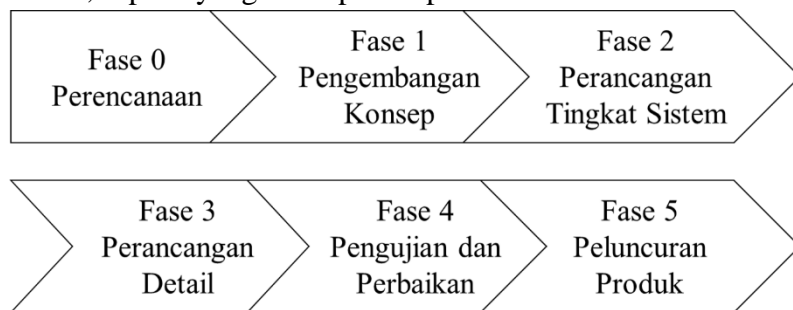 Fase 0
Perencanaan
Fase 1
Pengembangan
Konsep
Fase 2
Perancangan
Tingkat Sistem
Fase 3
Perancangan
Detail
Fase 4
Pengujian dan
Perbaikan
Fase 5
Peluncuran
Produk